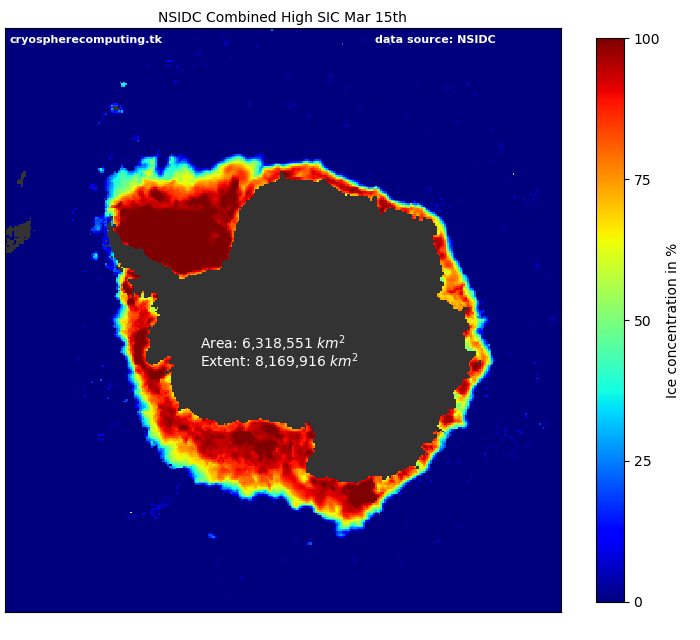 NSIDC Combined High SIC Mar 15th
cryospherecomputing.tk
data source: NSIDC
100
75
50
25
0
Ice concentration in %
Area: 6,318,551 km²
Extent: 8,169,916 km²